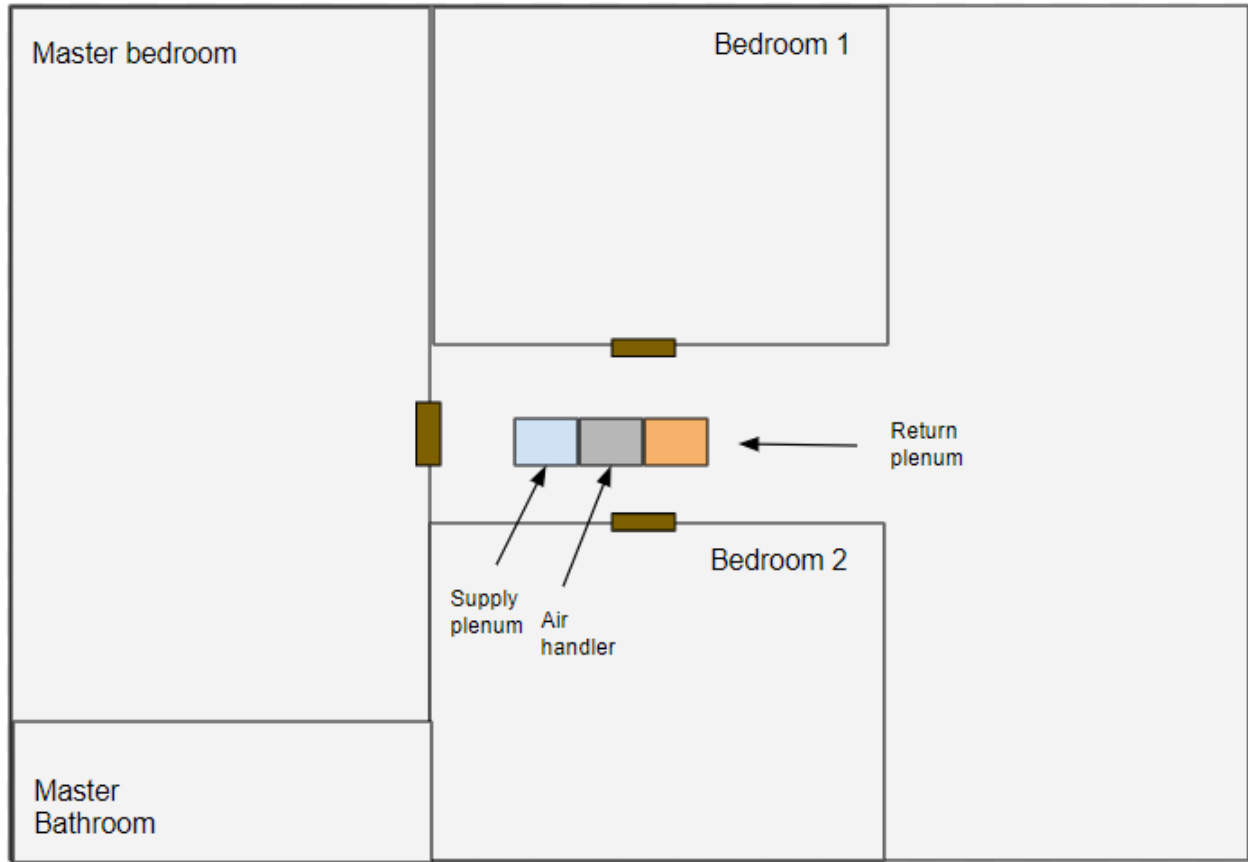 Master bedroom
Bedroom 1
Return
plenum
Bedroom 2
Supply
plenum
Air
handler
Master
Bathroom